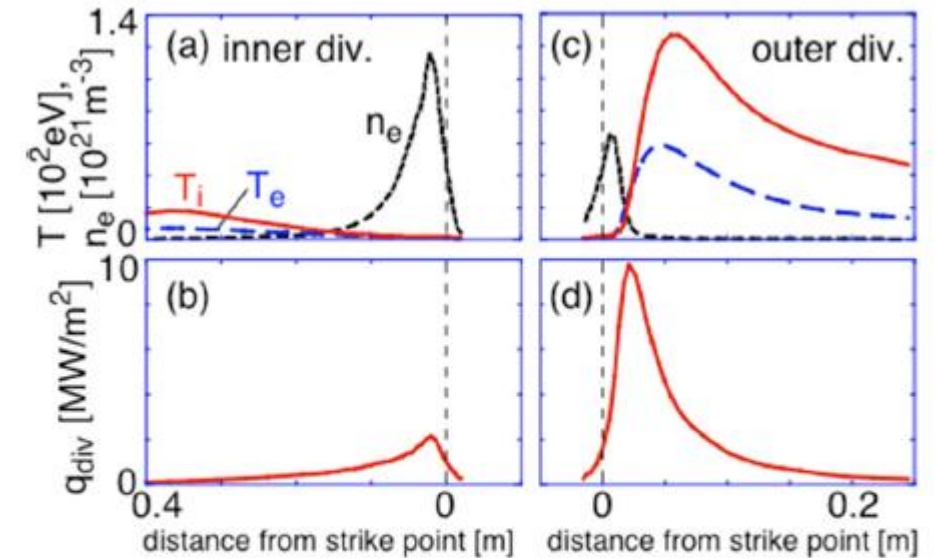 1.4
T [10²eV],
nₑ [10²¹m⁻³]
0
(a) inner div.
nₑ
Tᵢ
Tₑ
(c)
outer div.
10
q_div [MW/m²]
0
(b)
(d)
0.4
0
0
0.2
distance from strike point [m]
distance from strike point [m]